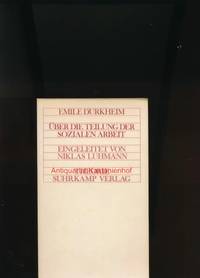 EMILE DURKHEIM
ÜBER DIE TEILUNG DER
SOZIALEN ARBEIT
EINGELEITET VON
NIKLAS LUHMANN
SUHRKAMP VERLAG